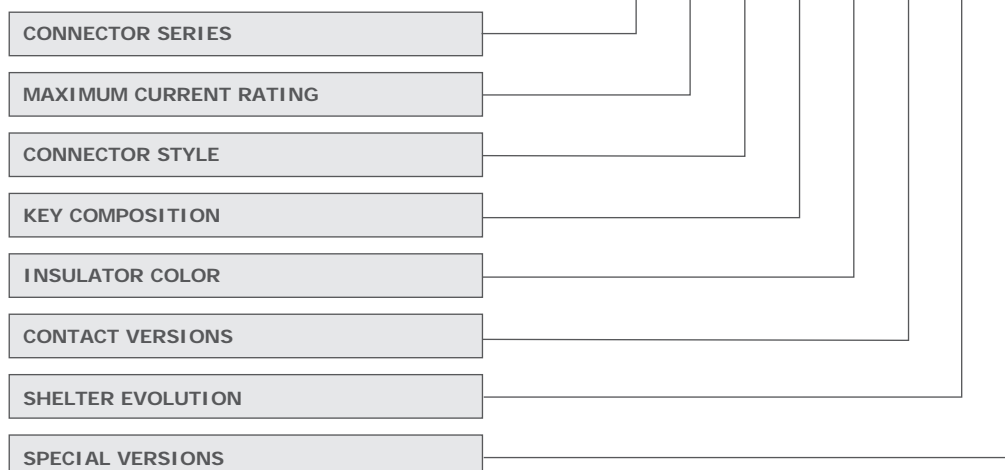 CONNECTOR SERIES
MAXIMUM CURRENT RATING
CONNECTOR STYLE
KEY COMPOSITION
INSULATOR COLOR
CONTACT VERSIONS
SHELTER EVOLUTION
SPECIAL VERSIONS